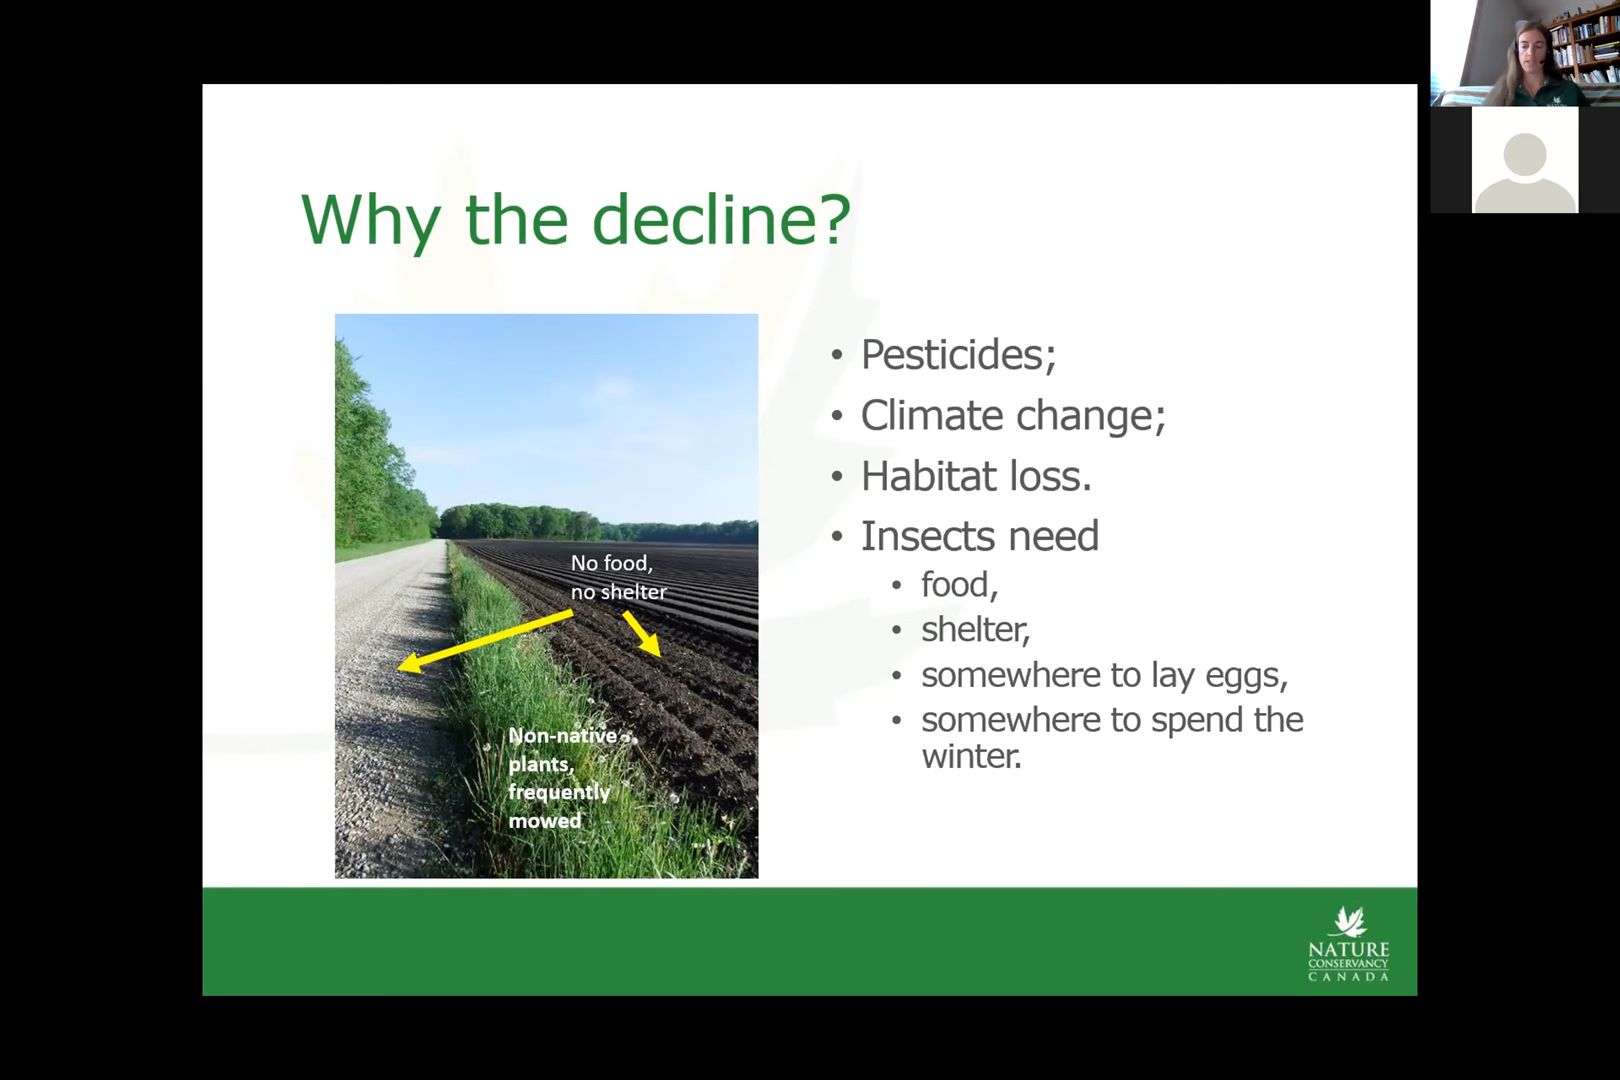 Why the decline?
No food,
no shelter
Non-native
plants,
frequently
mowed
• Pesticides;
• Climate change;
• Habitat loss.
• Insects need
• food,
• shelter,
• somewhere to lay eggs,
• somewhere to spend the
winter.
NATURE
CONSERVANCY
CANADA